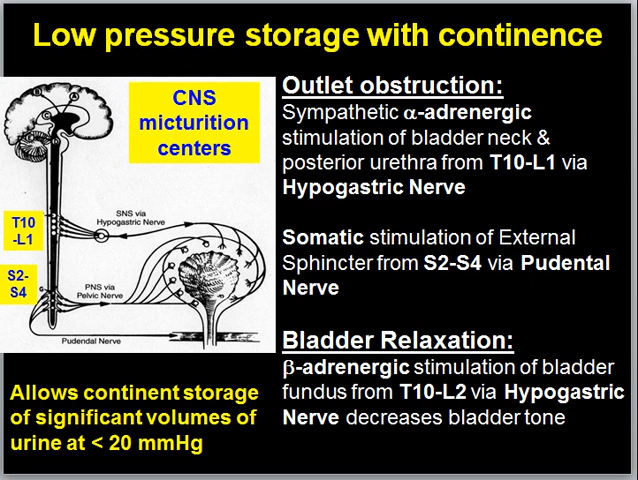 Low pressure storage with continence
CNS
micturition
centers
T10
-L1
S2-
S4
SNS via
Hypogastric Nerve
PNS via
Pelvic Nerve
Pudendal Nerve
Allows continent storage
of significant volumes of
urine at < 20 mmHg
Outlet obstruction:
Sympathetic α-adrenergic
stimulation of bladder neck &
posterior urethra from T10-L1 via
Hypogastric Nerve
Somatic stimulation of External
Sphincter from S2-S4 via Pudental
Nerve
Bladder Relaxation:
β-adrenergic stimulation of bladder
fundus from T10-L2 via Hypogastric
Nerve decreases bladder tone